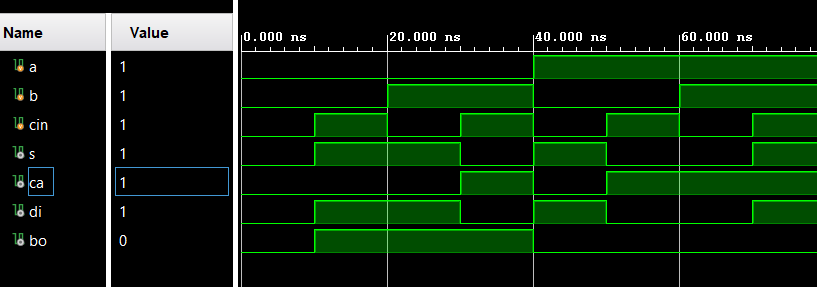 Name Value
0.000 ns 20.000 ns 40.000 ns 60.000 ns
a 1
b 1
cin 1
s 1
ca 1
di 1
bo 0